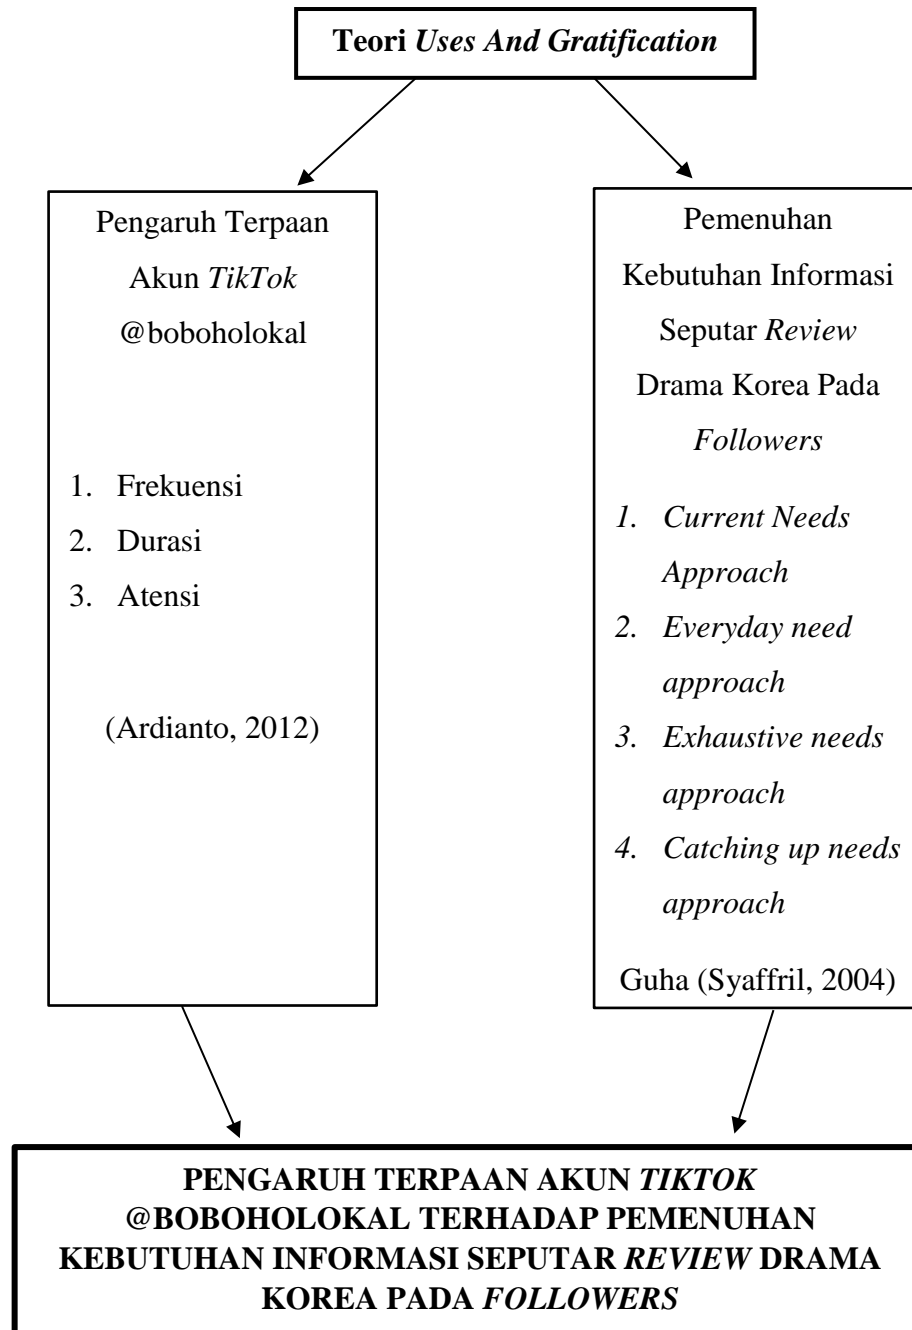 Teori Uses And Gratification
Pengaruh Terpaan
Akun TikTok
@boboholokal
1. Frekuensi
2. Durasi
3. Atensi
(Ardianto, 2012)
Pemenuhan
Kebutuhan Informasi
Seputar Review
Drama Korea Pada
Followers
1. Current Needs
Approach
2. Everyday need
approach
3. Exhaustive needs
approach
4. Catching up needs
approach
Guha (Syaffril, 2004)
PENGARUH TERPAAN AKUN TIKTOK
@BOBOHOLOKAL TERHADAP PEMENUHAN
KEBUTUHAN INFORMASI SEPUTAR REVIEW DRAMA
KOREA PADA FOLLOWERS